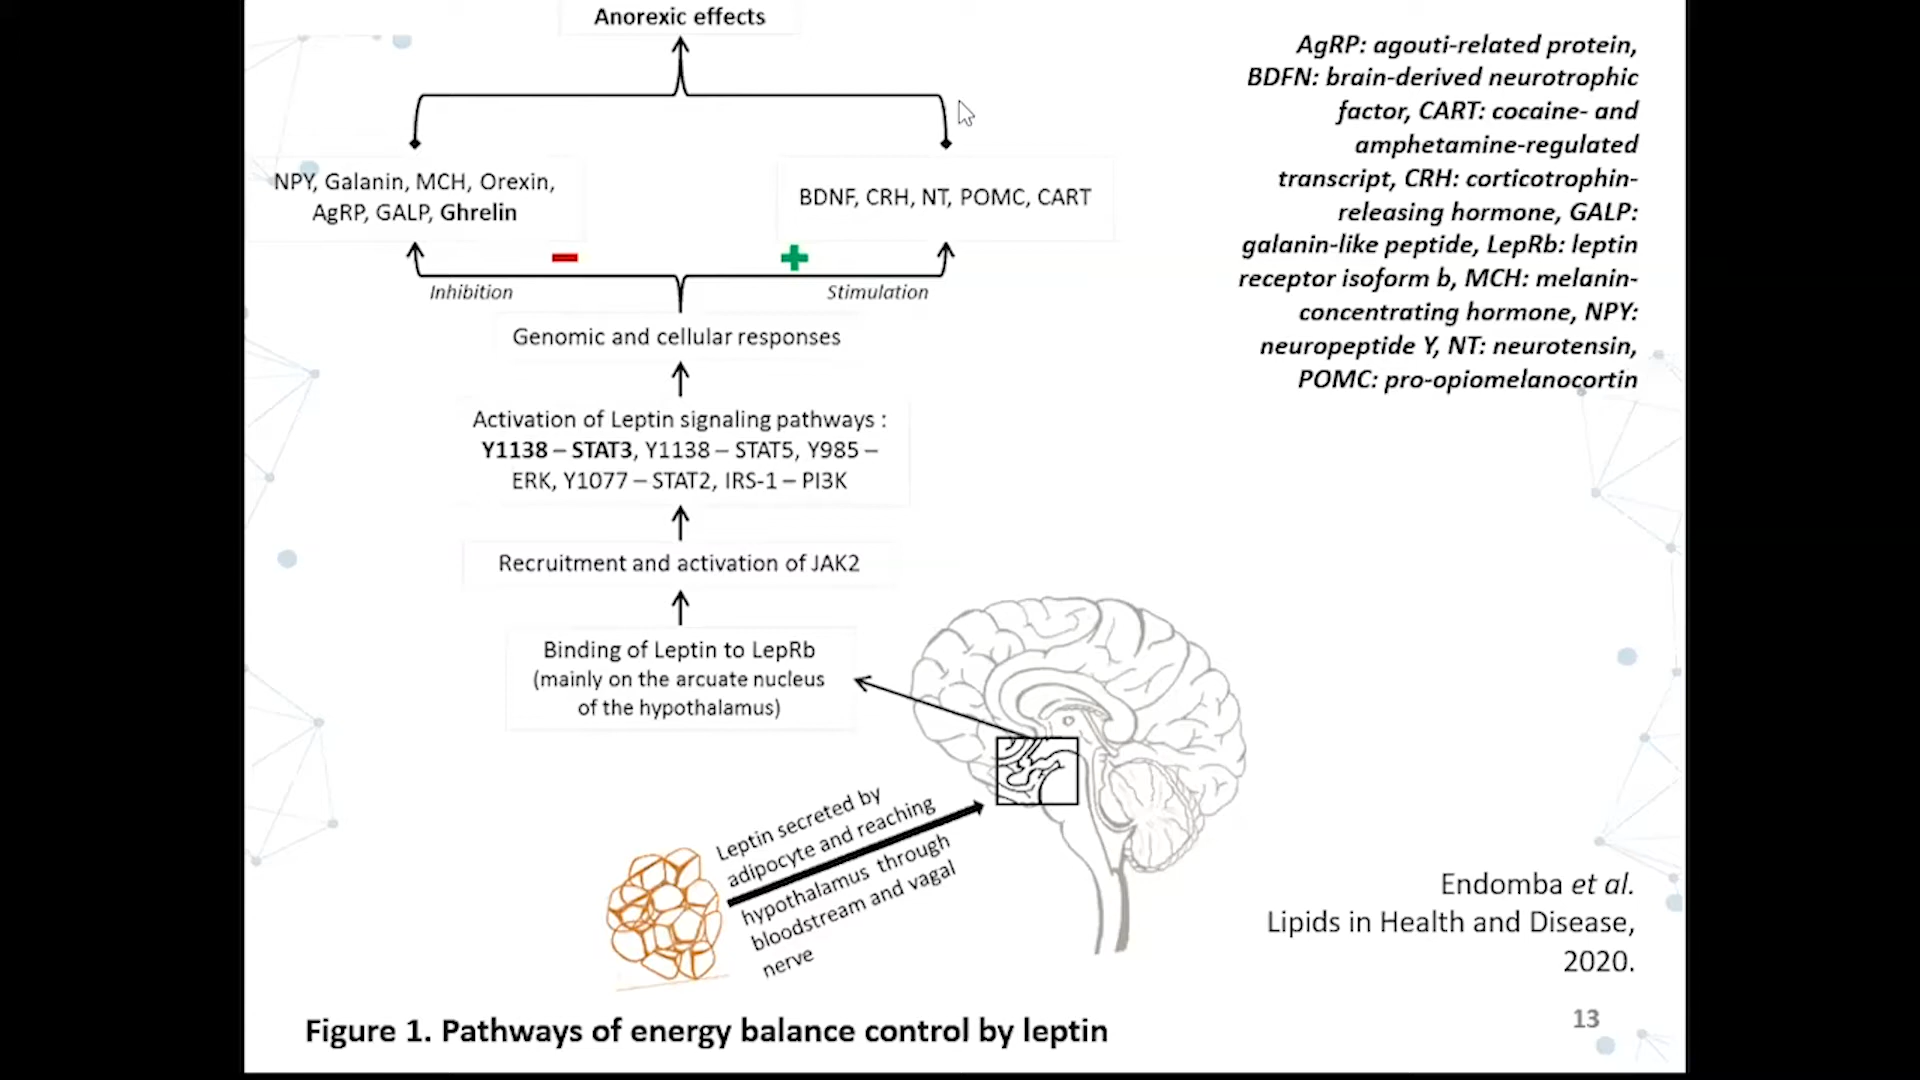 Anorexic effects
NPY, Galanin, MCH, Orexin,
AgRP, GALP, Ghrelin
BDNF, CRH, NT, POMC, CART
Inhibition
Stimulation
Genomic and cellular responses
Activation of Leptin signaling pathways :
Y1138 – STAT3, Y1138 – STAT5, Y985 –
ERK, Y1077 – STAT2, IRS-1 – PI3K
Recruitment and activation of JAK2
Binding of Leptin to LepRb
(mainly on the arcuate nucleus
of the hypothalamus)
Leptin secreted by
adipocyte and reaching
hypothalamus through
bloodstream and vagal
nerve
AgRP: agouti-related protein,
BDFN: brain-derived neurotrophic
factor, CART: cocaine- and
amphetamine-regulated
transcript, CRH: corticotrophin-
releasing hormone, GALP:
galanin-like peptide, LepRb: leptin
receptor isoform b, MCH: melanin-
concentrating hormone, NPY:
neuropeptide Y, NT: neurotensin,
POMC: pro-opiomelanocortin
Endomba et al.
Lipids in Health and Disease,
2020.
13
Figure 1. Pathways of energy balance control by leptin